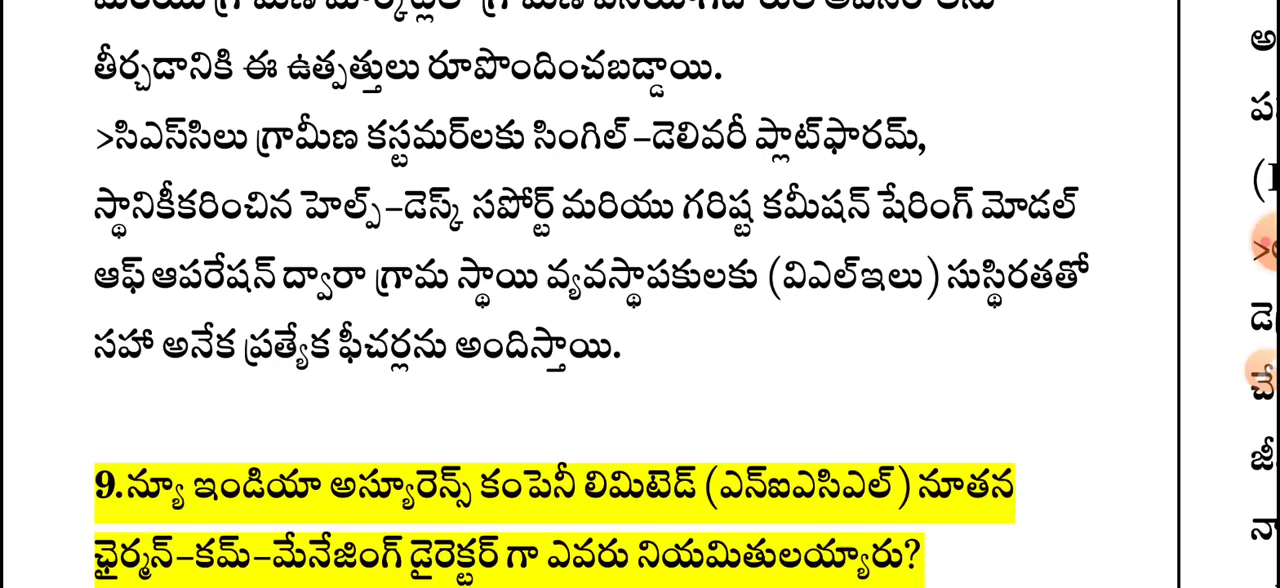 తీర్చడానికి ఈ ఉత్పత్తులు రూపొందించబడ్డాయి.
>సిఎస్‌సిలు గ్రామీణ కస్టమర్‌లకు సింగిల్-డెలివరీ ప్లాట్‌ఫారమ్,
స్థానికీకరించిన హెల్ప్-డెస్క్ సపోర్ట్ మరియు గరిష్ట కమీషన్ షేరింగ్ మోడల్
ఆఫ్ ఆపరేషన్ ద్వారా గ్రామ స్థాయి వ్యవస్థాపకులకు (విఎల్ఇలు) సుస్థిరతతో
సహా అనేక ప్రత్యేక ఫీచర్లను అందిస్తాయి.
9.న్యూ ఇండియా అస్యూరెన్స్ కంపెనీ లిమిటెడ్ (ఎన్ఐఎసిఎల్) నూతన
ఛైర్మన్-కమ్-మేనేజింగ్ డైరెక్టర్ గా ఎవరు నియమితులయ్యారు?